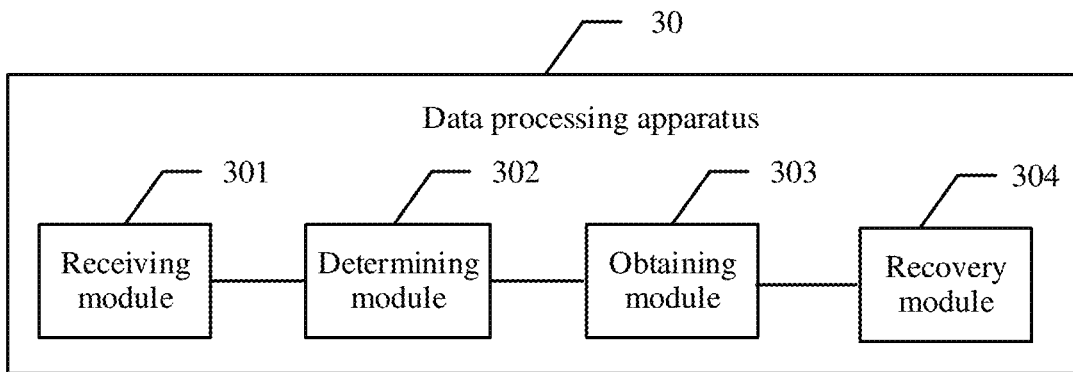 30
Data processing apparatus
301
302
303
304
Receiving
module
Determining
module
Obtaining
module
Recovery
module